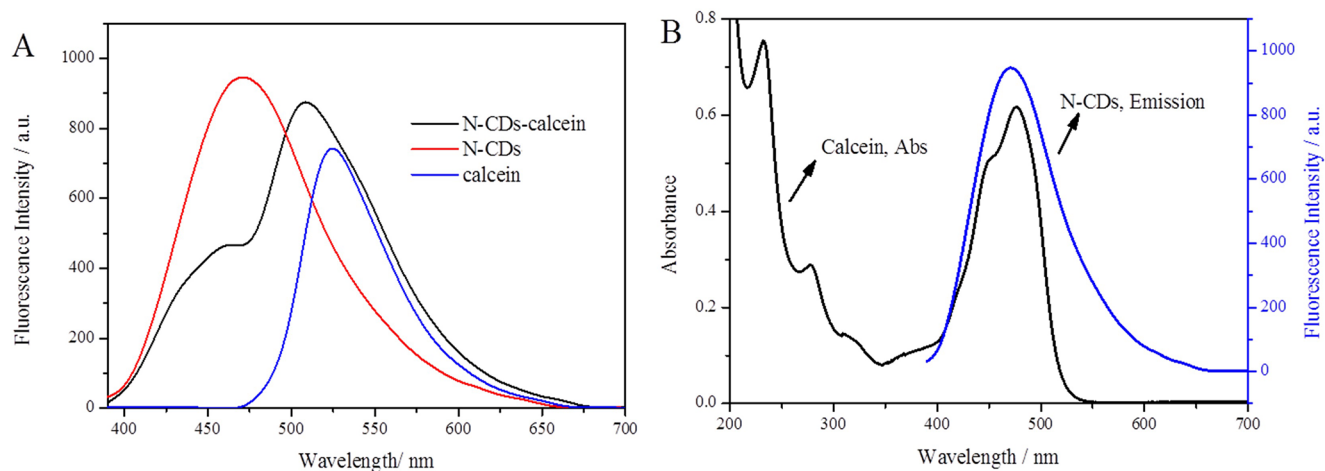 A
1000
800
600
400
200
0
Fluorescence Intensity / a.u.
N-CDs-calcein
N-CDs
calcein
400 450 500 550 600 650 700
Wavelength/ nm
B
0.8
0.6
0.4
0.2
0.0
Absorbance
Calcein, Abs
N-CDs, Emission
1000
800
600
400
200
0
Fluorescence Intensity / a.u.
200 300 400 500 600 700
Wavelength / nm